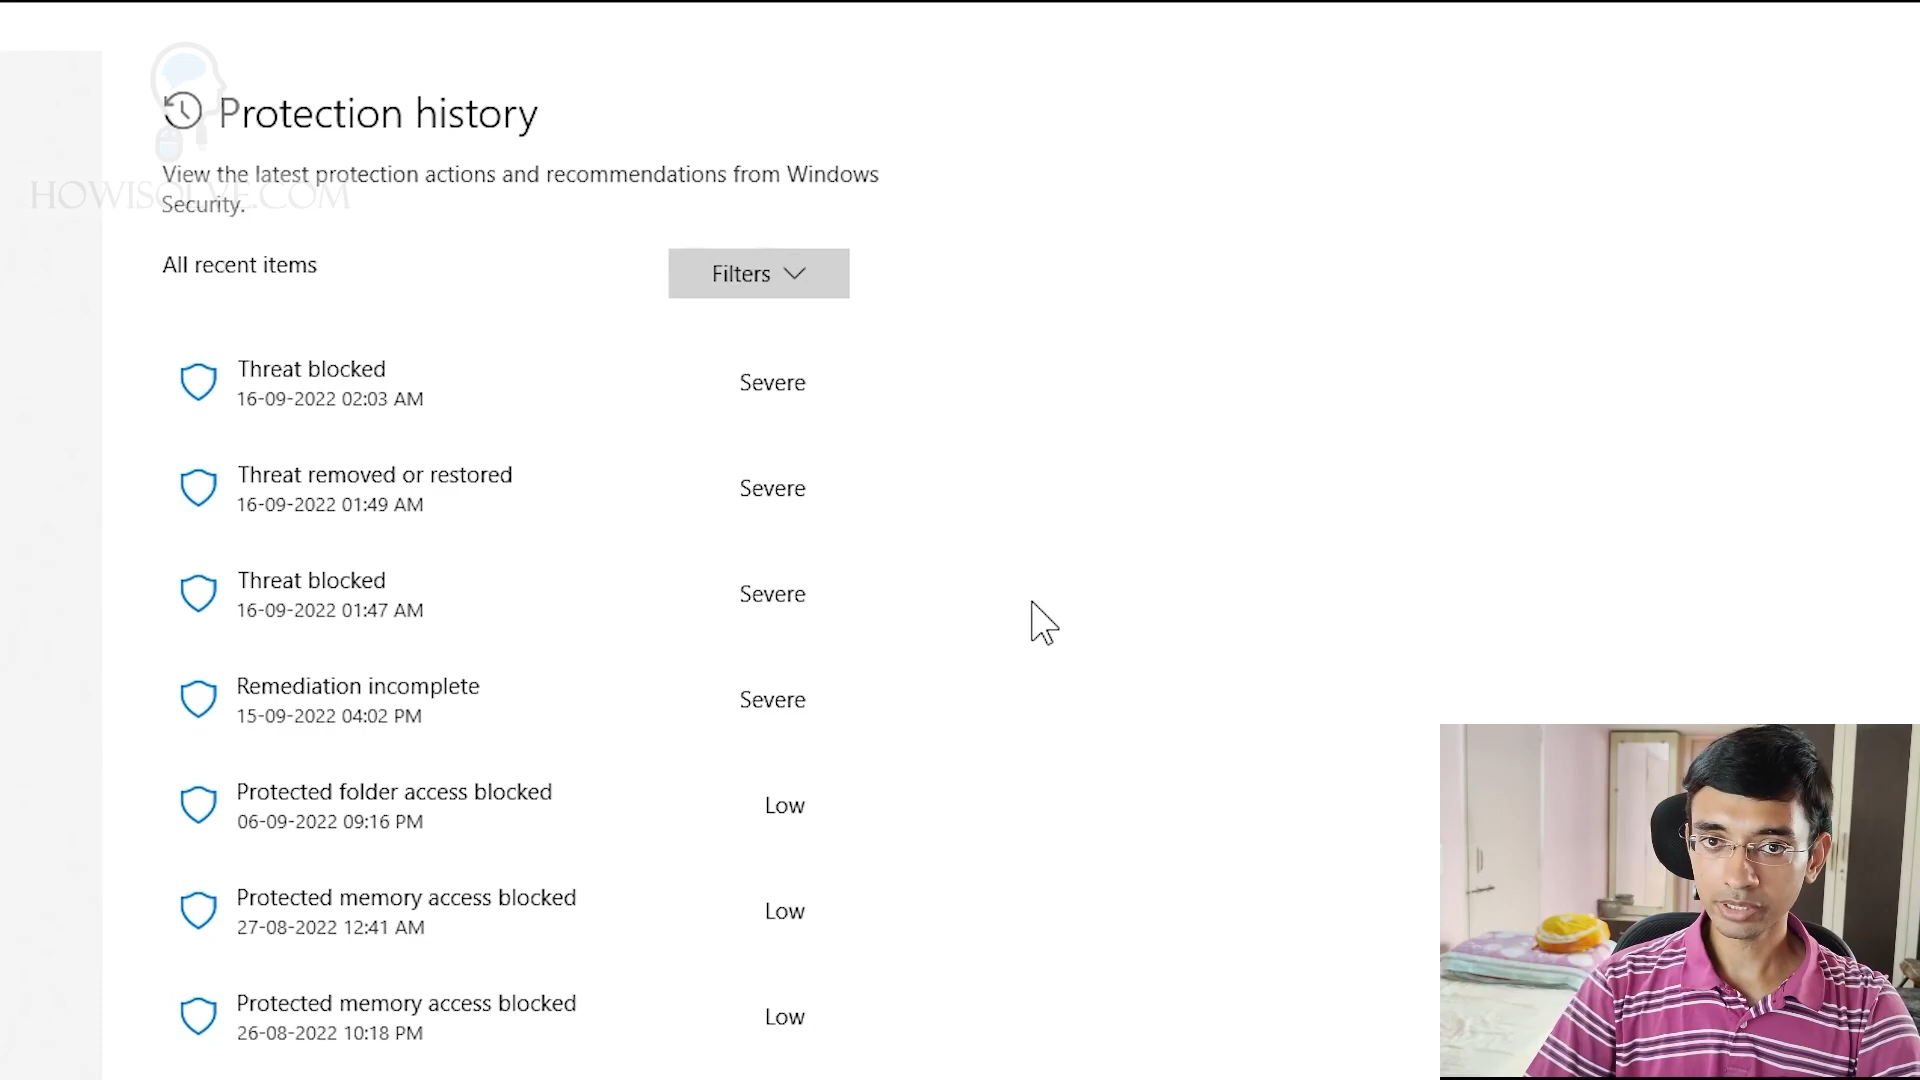 Protection history
View the latest protection actions and recommendations from Windows
HOWISOLVE.COM
Security.
All recent items
Filters
Threat blocked
Severe
16-09-2022 02:03 AM
Threat removed or restored
Severe
16-09-2022 01:49 AM
Threat blocked
Severe
16-09-2022 01:47 AM
Remediation incomplete
Severe
15-09-2022 04:02 PM
Protected folder access blocked
Low
06-09-2022 09:16 PM
Protected memory access blocked
Low
27-08-2022 12:41 AM
Protected memory access blocked
Low
26-08-2022 10:18 PM